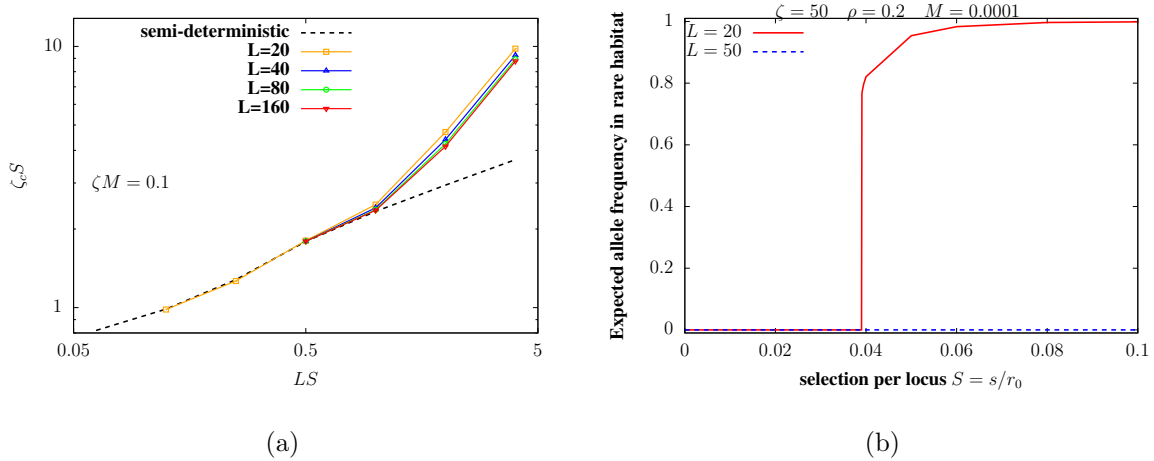 semi-deterministic
L=20
L=40
L=80
L=160
ζM = 0.1
10
1
ζcS
0.05
0.5
5
LS
(a)
ζ = 50 ρ = 0.2 M = 0.0001
L = 20
L = 50
1
0.8
0.6
0.4
0.2
0
Expected allele frequency in rare habitat
0 0.02 0.04 0.06 0.08 0.1
selection per locus S = s/r₀
(b)